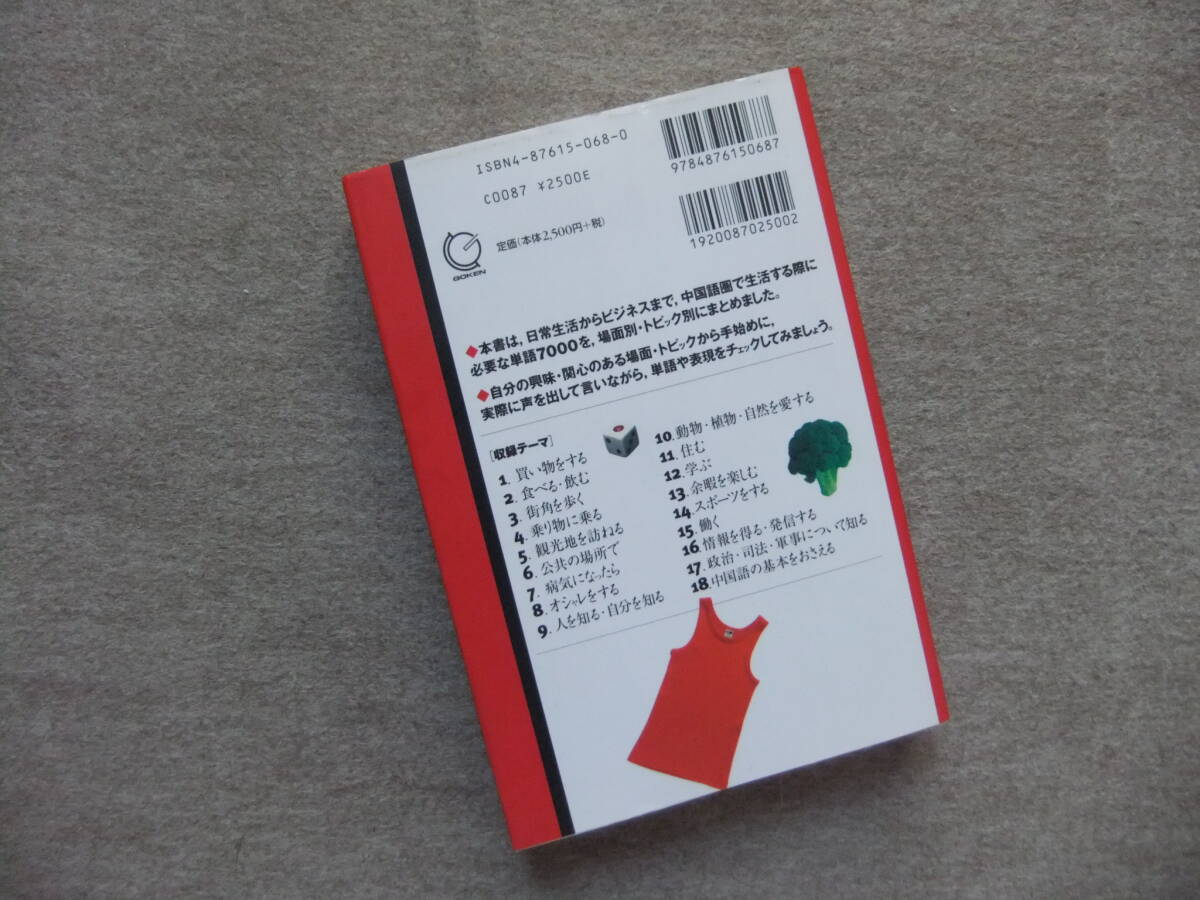 ISBN4-87615-068-0
C0087 ¥2500E
9784876150687
1920087025002
GOKEN
定価(本体2,500円+税)
◆本書は,日常生活からビジネスまで,中国語圏で生活する際に
必要な単語7000を,場面別・トピック別にまとめました。
◆自分の興味・関心のある場面・トピックから手始めに,
実際に声を出して言いながら,単語や表現をチェックしてみましょう。
[収録テーマ]
1. 買い物をする
2. 食べる・飲む
3. 街角を歩く
4. 乗り物に乗る
5. 観光地を訪ねる
6. 公共の場所で
7. 病気になったら
8. オシャレをする
9. 人を知る・自分を知る
10. 動物・植物・自然を愛する
11. 住む
12. 学ぶ
13. 余暇を楽しむ
14. スポーツをする
15. 働く
16. 情報を得る・発信する
17. 政治・司法・軍事について知る
18. 中国語の基本をおさえる